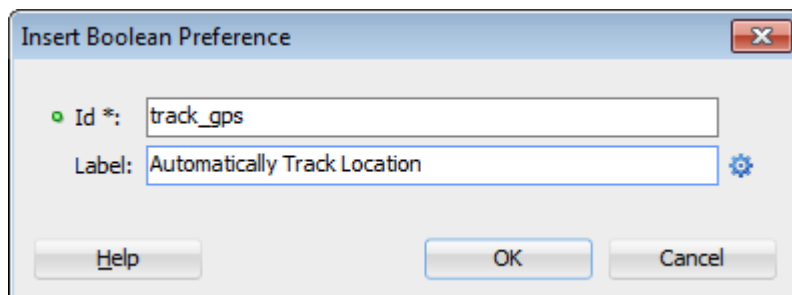 Insert Boolean Preference
Id *: track_gps
Label: Automatically Track Location
Help OK Cancel